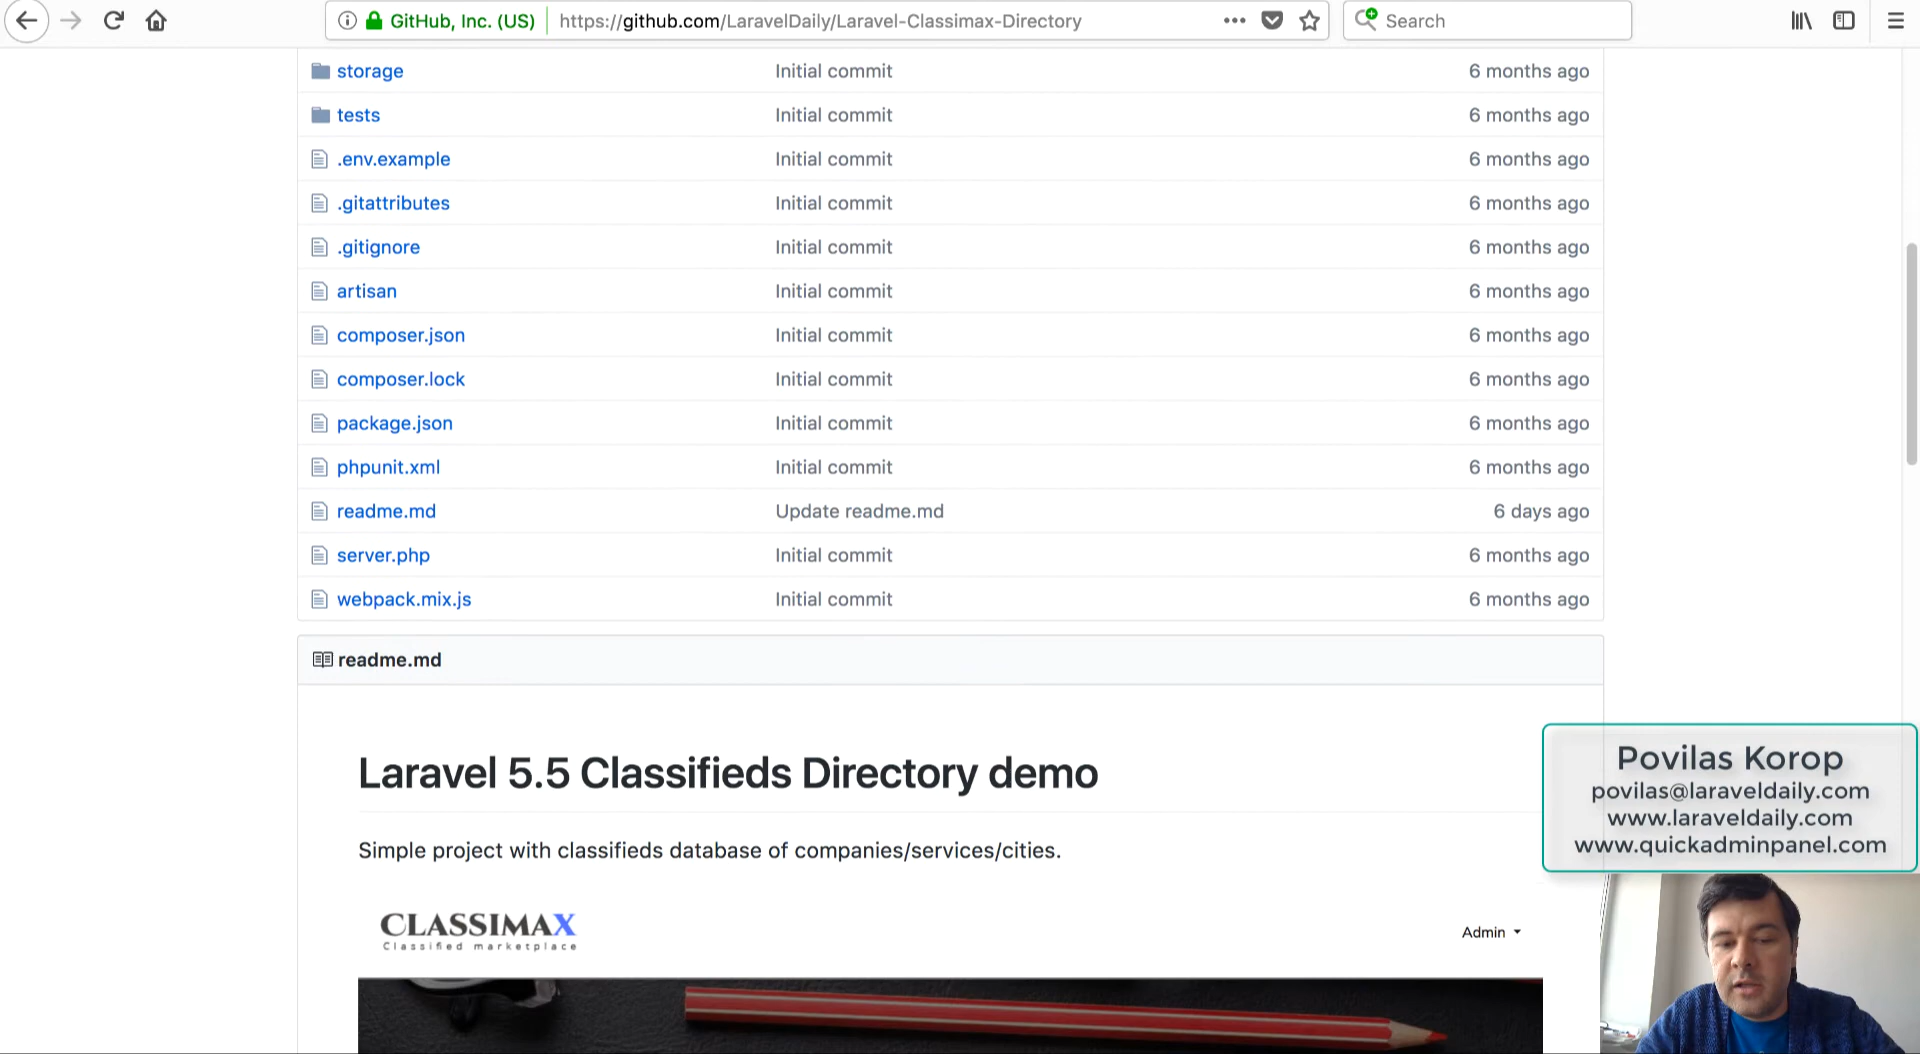 GitHub, Inc. (US) https://github.com/LaravelDaily/Laravel-Classimax-Directory Search
storage Initial commit 6 months ago
tests Initial commit 6 months ago
.env.example Initial commit 6 months ago
.gitattributes Initial commit 6 months ago
.gitignore Initial commit 6 months ago
artisan Initial commit 6 months ago
composer.json Initial commit 6 months ago
composer.lock Initial commit 6 months ago
package.json Initial commit 6 months ago
phpunit.xml Initial commit 6 months ago
readme.md Update readme.md 6 days ago
server.php Initial commit 6 months ago
webpack.mix.js Initial commit 6 months ago
readme.md
Laravel 5.5 Classifieds Directory demo
Simple project with classifieds database of companies/services/cities.
CLASSIMAX
Classified marketplace
Admin
Povilas Korop
povilas@laraveldaily.com
www.laraveldaily.com
www.quickadminpanel.com